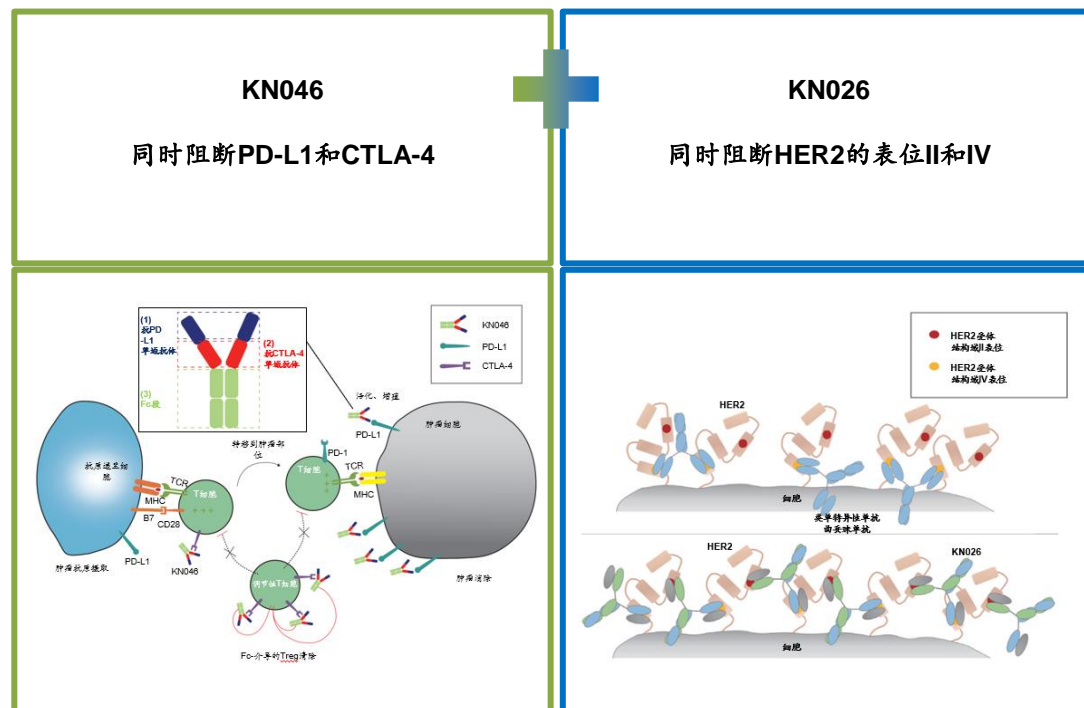 KN046
同时阻断PD-L1和CTLA-4
KN026
同时阻断HER2的表位II和IV
(1)
抗PD
-L1
单域抗体
(2)
抗CTLA-4
单域抗体
(3)
Fc段
KN046
PD-L1
CTLA-4
活化、增殖
PD-L1
肿瘤细胞
转移到肿瘤部
位
PD-1
T细胞
TCR
MHC
抗原递呈细
胞
TCR
MHC
T细胞
B7
CD28
PD-L1
KN046
肿瘤抗原摄取
肿瘤消除
调节性T细胞
Fc-介导的Treg清除
HER2受体
结构域II表位
HER2受体
结构域IV表位
HER2
细胞
类单特异性单抗
曲妥珠单抗
HER2
KN026
细胞